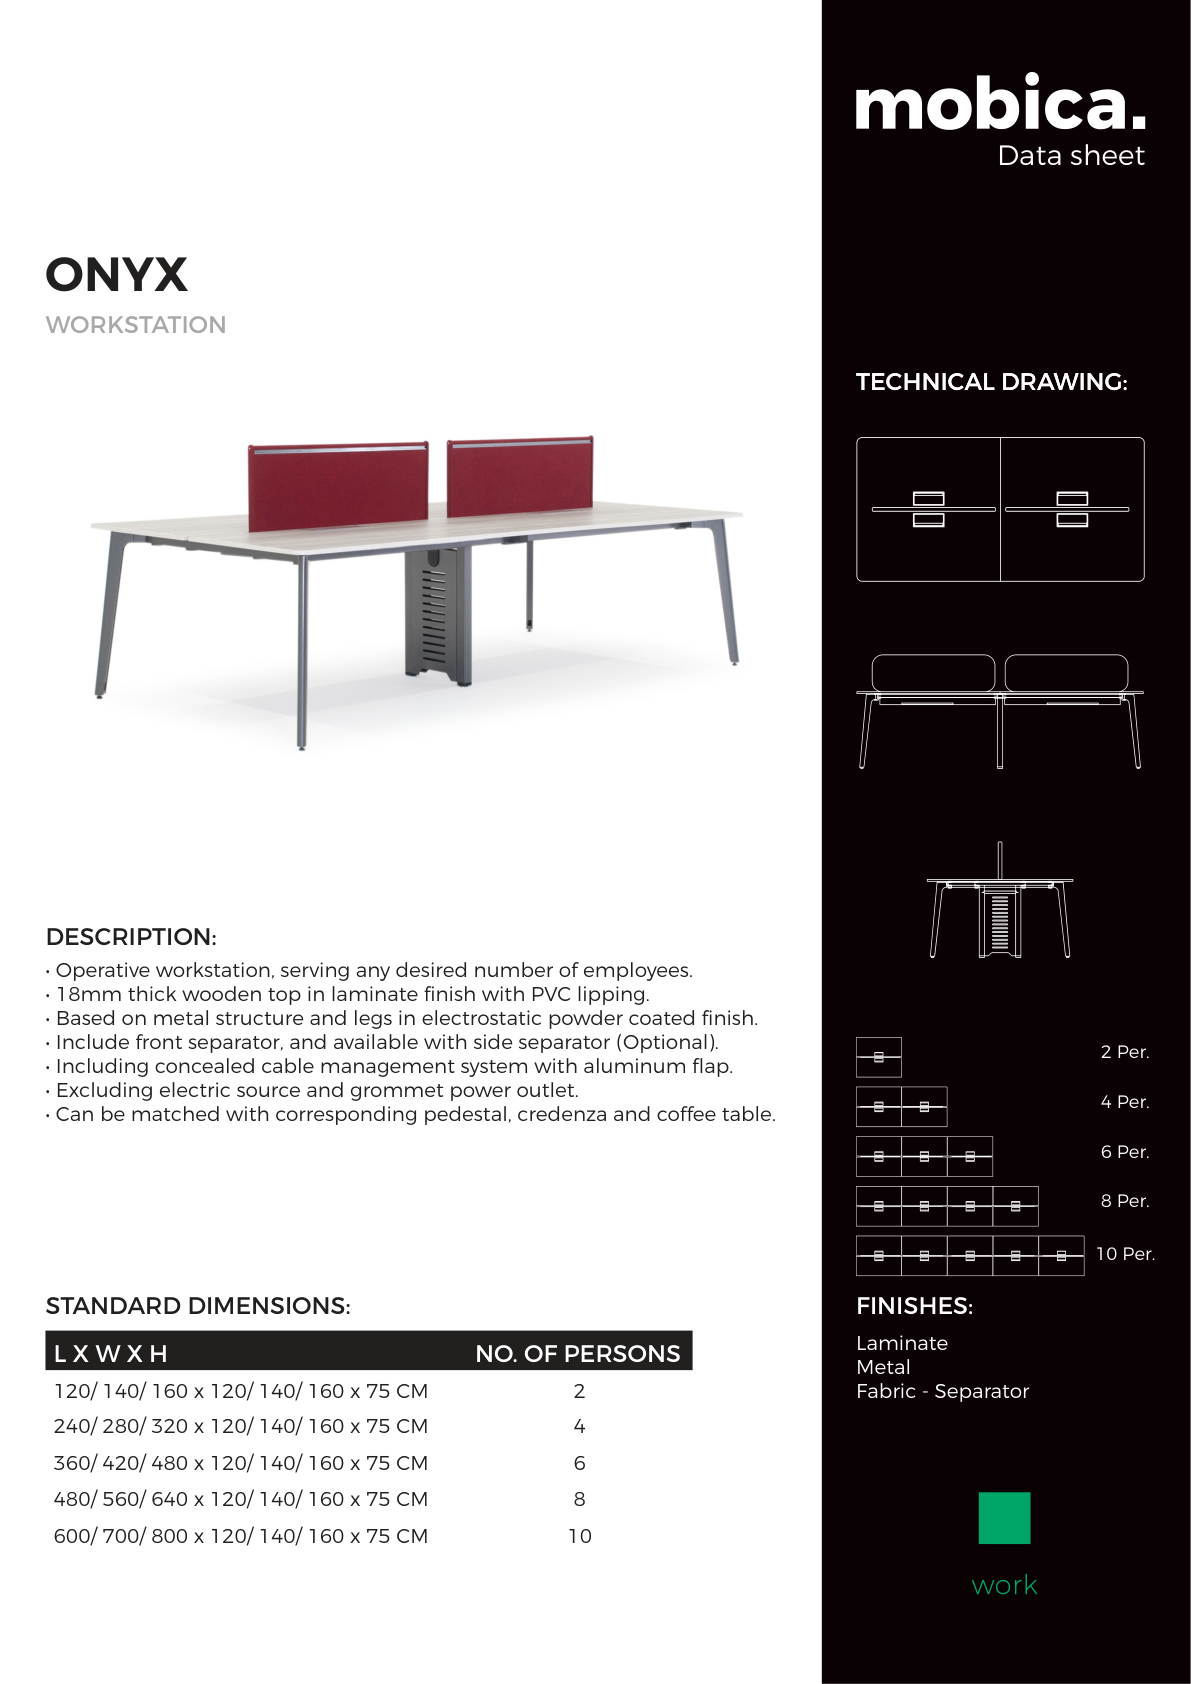 mobica.
Data sheet
ONYX
WORKSTATION
TECHNICAL DRAWING:
DESCRIPTION:
• Operative workstation, serving any desired number of employees.
• 18mm thick wooden top in laminate finish with PVC lipping.
• Based on metal structure and legs in electrostatic powder coated finish.
• Include front separator, and available with side separator (Optional).
• Including concealed cable management system with aluminum flap.
• Excluding electric source and grommet power outlet.
• Can be matched with corresponding pedestal, credenza and coffee table.
2 Per.
4 Per.
6 Per.
8 Per.
10 Per.
STANDARD DIMENSIONS:
L X W X H NO. OF PERSONS
120/ 140/ 160 x 120/ 140/ 160 x 75 CM 2
240/ 280/ 320 x 120/ 140/ 160 x 75 CM 4
360/ 420/ 480 x 120/ 140/ 160 x 75 CM 6
480/ 560/ 640 x 120/ 140/ 160 x 75 CM 8
600/ 700/ 800 x 120/ 140/ 160 x 75 CM 10
FINISHES:
Laminate
Metal
Fabric - Separator
work